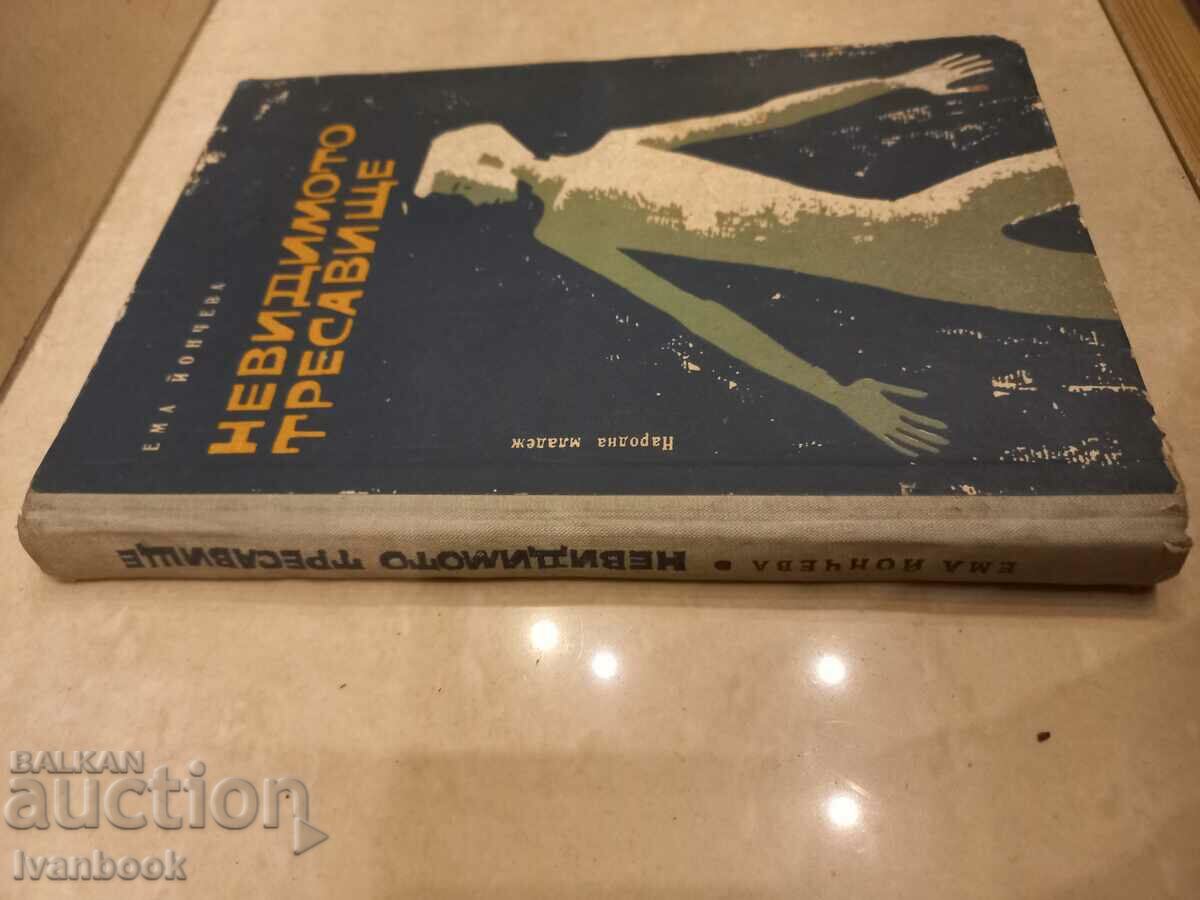 ЕМА ЙОНЧЕВА
НЕВИДИМОТО
ТРЕСАВИЩЕ
Народна младеж
ЕМА ЙОНЧЕВА • НЕВИДИМОТО ТРЕСАВИЩЕ
BALKAN
auction
Ivanbook